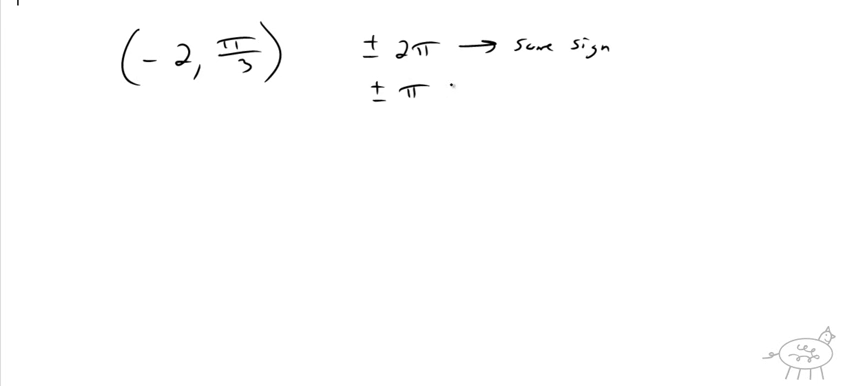 (-2, π/3) ± 2π → same sign
± π